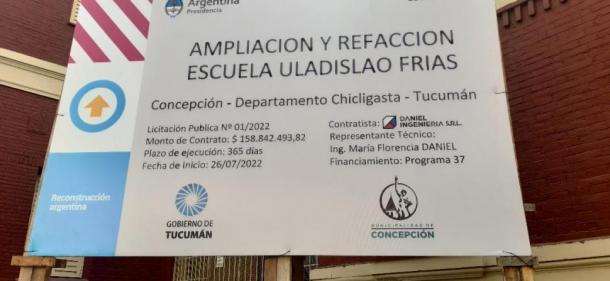 Argentina
Presidencia
AMPLIACION Y REFACCION
ESCUELA ULADISLAO FRIAS
Concepción - Departamento Chicligasta - Tucumán
Licitación Publica Nº 01/2022
Monto de Contrato: $ 158.842.493,82
Plazo de ejecución: 365 días
Fecha de Inicio: 26/07/2022
Contratista: DANIEL INGENIERIA SRL.
Representante Técnico:
Ing. María Florencia DANIEL
Financiamiento: Programa 37
Reconstrucción
argentina
GOBIERNO DE
TUCUMÁN
MUNICIPALIDAD DE
CONCEPCIÓN